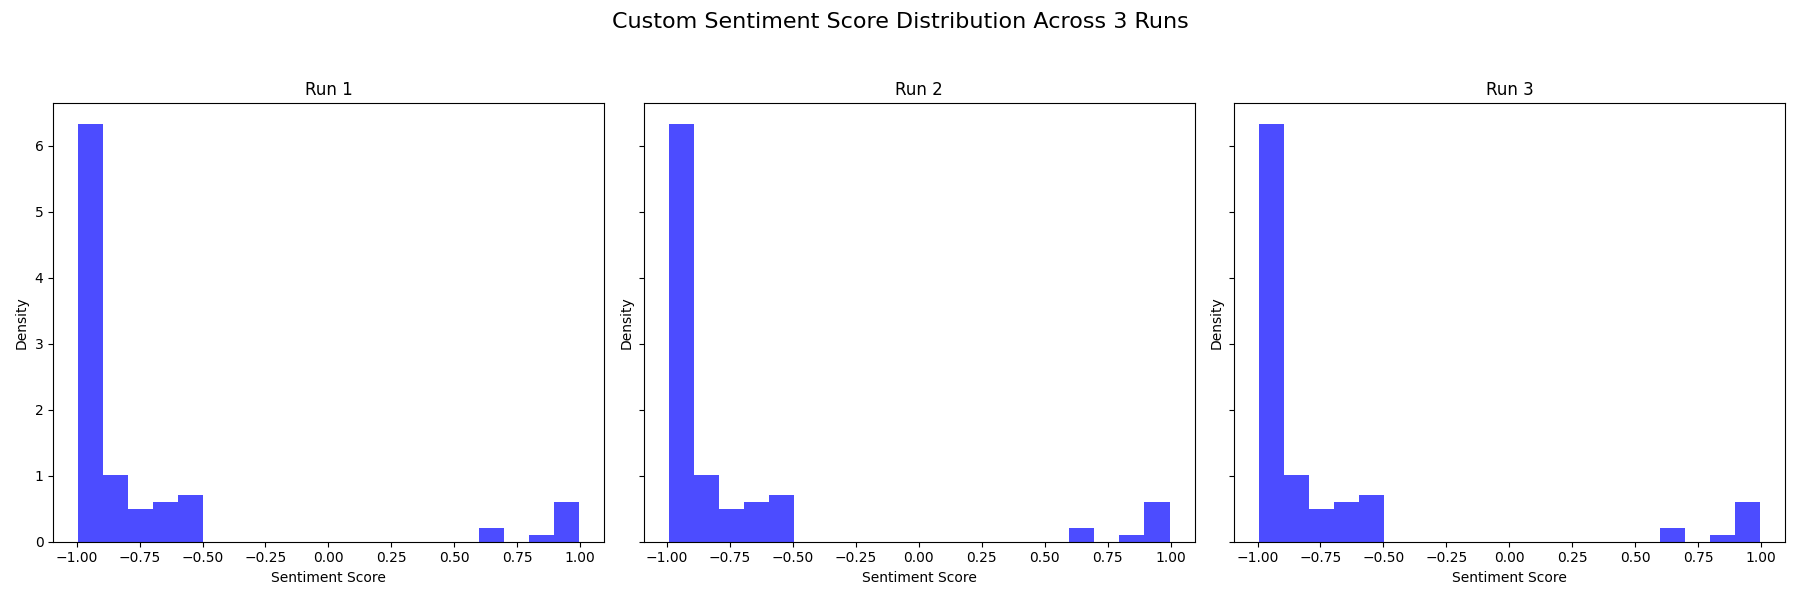 Custom Sentiment Score Distribution Across 3 Runs
Run 1
Density
6
5
4
3
2
1
0
−1.00 −0.75 −0.50 −0.25 0.00 0.25 0.50 0.75 1.00
Sentiment Score
Run 2
Density
−1.00 −0.75 −0.50 −0.25 0.00 0.25 0.50 0.75 1.00
Sentiment Score
Run 3
Density
−1.00 −0.75 −0.50 −0.25 0.00 0.25 0.50 0.75 1.00
Sentiment Score